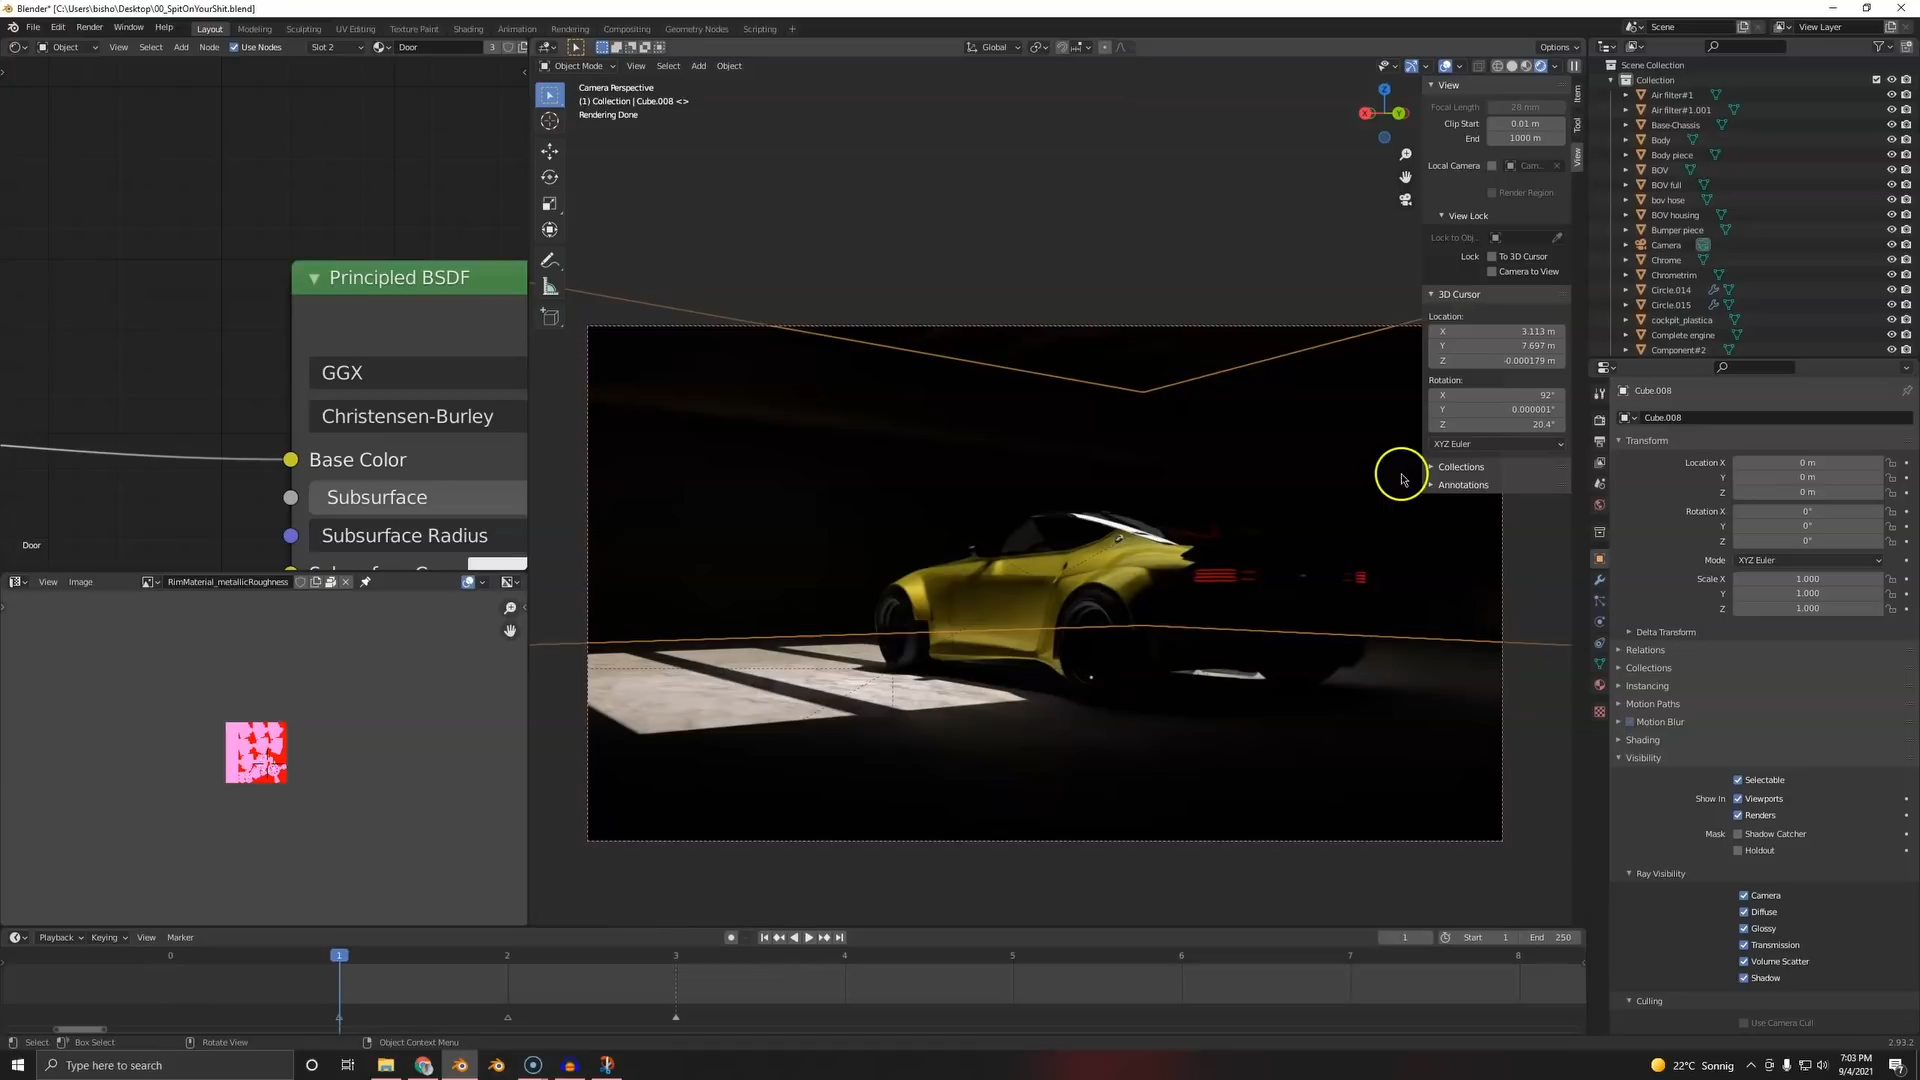 Blender* [C:\Users\bisho\Desktop\00_SpitOnYourShit.blend]
File Edit Render Window Help Layout Modeling Sculpting UV Editing Texture Paint Shading Animation Rendering Compositing Geometry Nodes Scripting + Scene View Layer
Object View Select Add Node Use Nodes Slot 2 Door 3 Global Options
Object Mode View Select Add Object
Camera Perspective
(1) Collection | Cube.008 <>
Rendering Done
Principled BSDF
GGX
Christensen-Burley
Base Color
Subsurface
Subsurface Radius
Door
View Image RimMaterial_metallicRoughness
X Y Z
View
Focal Length 28 mm
Clip Start 0.01 m
End 1000 m
Local Camera Cam...
Render Region
View Lock
Lock to Obj...
Lock To 3D Cursor
Camera to View
3D Cursor
Location:
X 3.113 m
Y 7.697 m
Z -0.000179 m
Rotation:
X 92°
Y 0.000001°
Z 20.4°
XYZ Euler
Collections
Annotations
Item
Tool
View
Scene Collection
Collection
Air filter#1
Air filter#1.001
Base-Chassis
Body
Body piece
BOV
BOV full
bov hose
BOV housing
Bumper piece
Camera
Chrome
Chrometrim
Circle.014
Circle.015
cockpit_plastica
Complete engine
Component#2
Cube.008
Cube.008
Transform
Location X 0 m
Y 0 m
Z 0 m
Rotation X 0°
Y 0°
Z 0°
Mode XYZ Euler
Scale X 1.000
Y 1.000
Z 1.000
Delta Transform
Relations
Collections
Instancing
Motion Paths
Motion Blur
Shading
Visibility
Selectable
Show In Viewports
Renders
Mask Shadow Catcher
Holdout
Ray Visibility
Camera
Diffuse
Glossy
Transmission
Volume Scatter
Shadow
Culling
Use Camera Cull
Playback Keying View Marker 1 Start 1 End 250
0 1 2 3 4 5 6 7 8
Select Box Select Rotate View Object Context Menu 2.93.2
Type here to search
22°C Sonnig
7:03 PM
9/4/2021